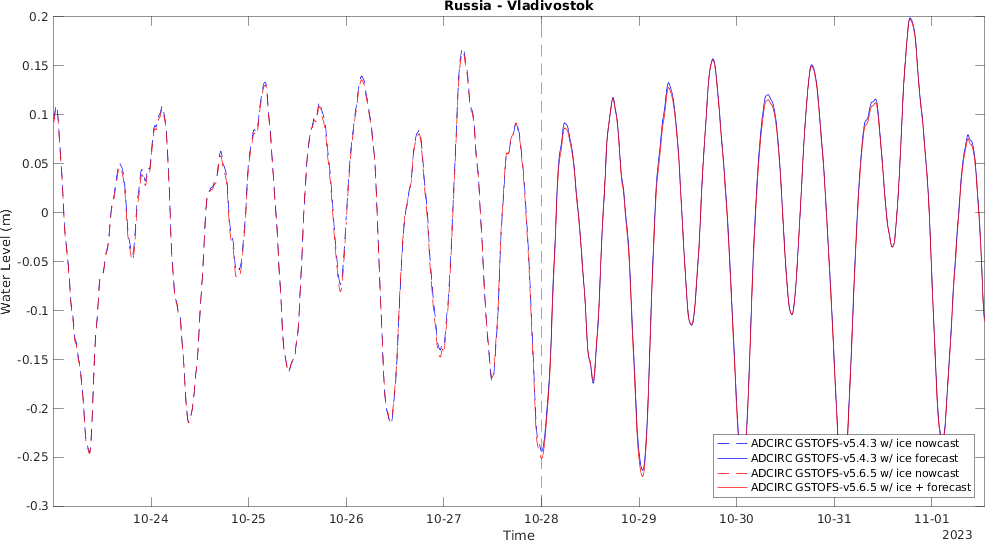 Russia - Vladivostok
0.2
0.15
0.1
0.05
0
-0.05
-0.1
-0.15
-0.2
-0.25
-0.3
Water Level (m)
ADCIRC GSTOFS-v5.4.3 w/ ice nowcast
ADCIRC GSTOFS-v5.4.3 w/ ice forecast
ADCIRC GSTOFS-v5.6.5 w/ ice nowcast
ADCIRC GSTOFS-v5.6.5 w/ ice + forecast
10-24 10-25 10-26 10-27 10-28 10-29 10-30 10-31 11-01
Time
2023